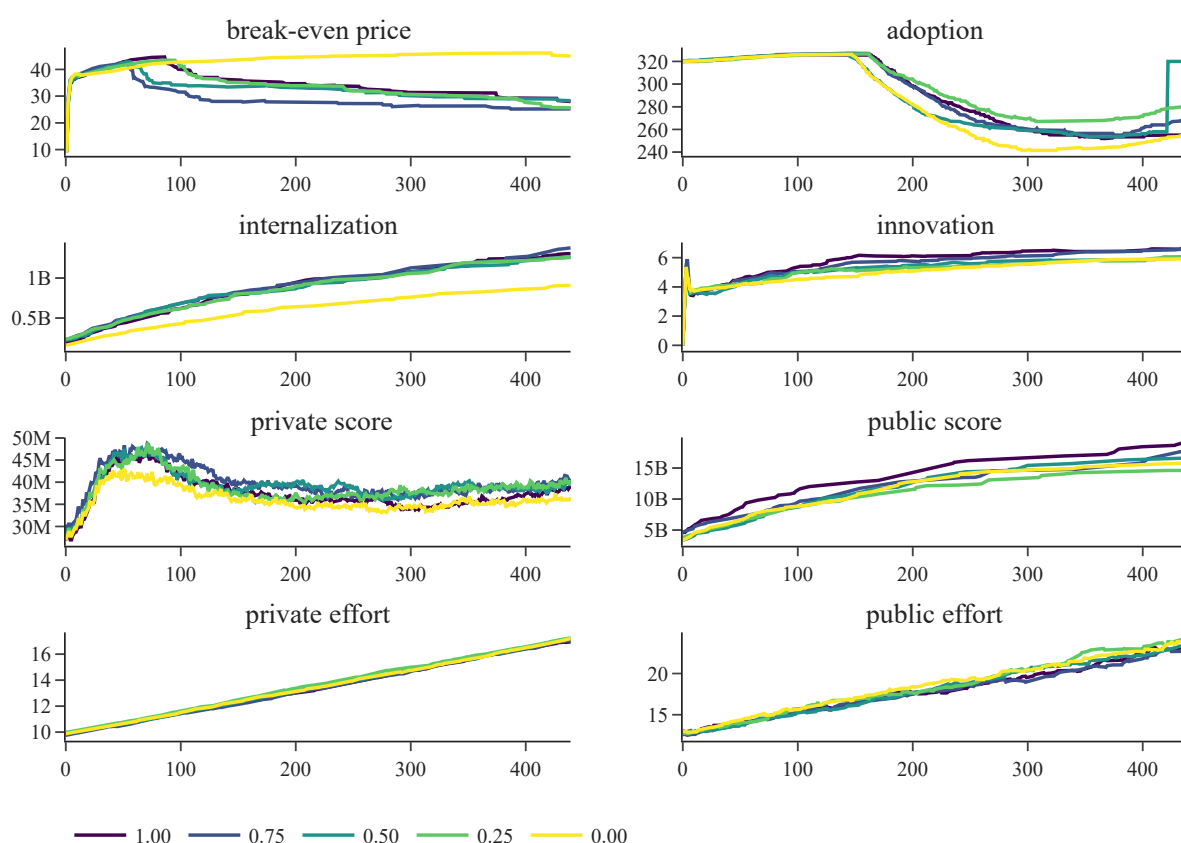 break-even price
adoption
40
30
20
10
0 100 200 300 400
320
300
280
260
240
0 100 200 300 400
internalization
innovation
1B
0.5B
0 100 200 300 400
6
4
2
0
0 100 200 300 400
private score
public score
50M
45M
40M
35M
30M
0 100 200 300 400
15B
10B
5B
0 100 200 300 400
private effort
public effort
16
14
12
10
0 100 200 300 400
20
15
0 100 200 300 400
1.00 0.75 0.50 0.25 0.00